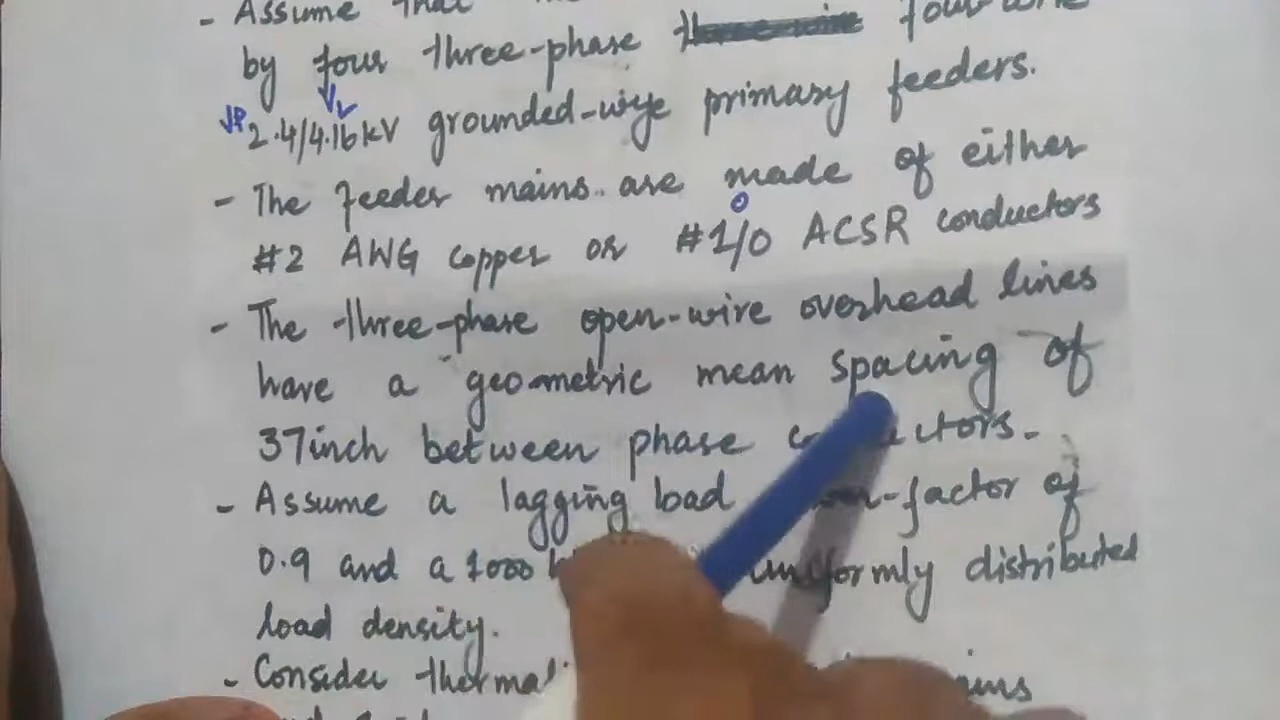 - Assume that the
by four three-phase four-wire
VP VL
2.4/4.16kV grounded-wye primary feeders.
- The feeder mains are made of either
#2 AWG copper or #1/0 ACSR conductors
- The three-phase open-wire overhead lines
have a geometric mean spacing of
37inch between phase
- Assume a lagging load -factor of
0.9 and a 1000 uniformly distributed
load density.
- Consider thermal